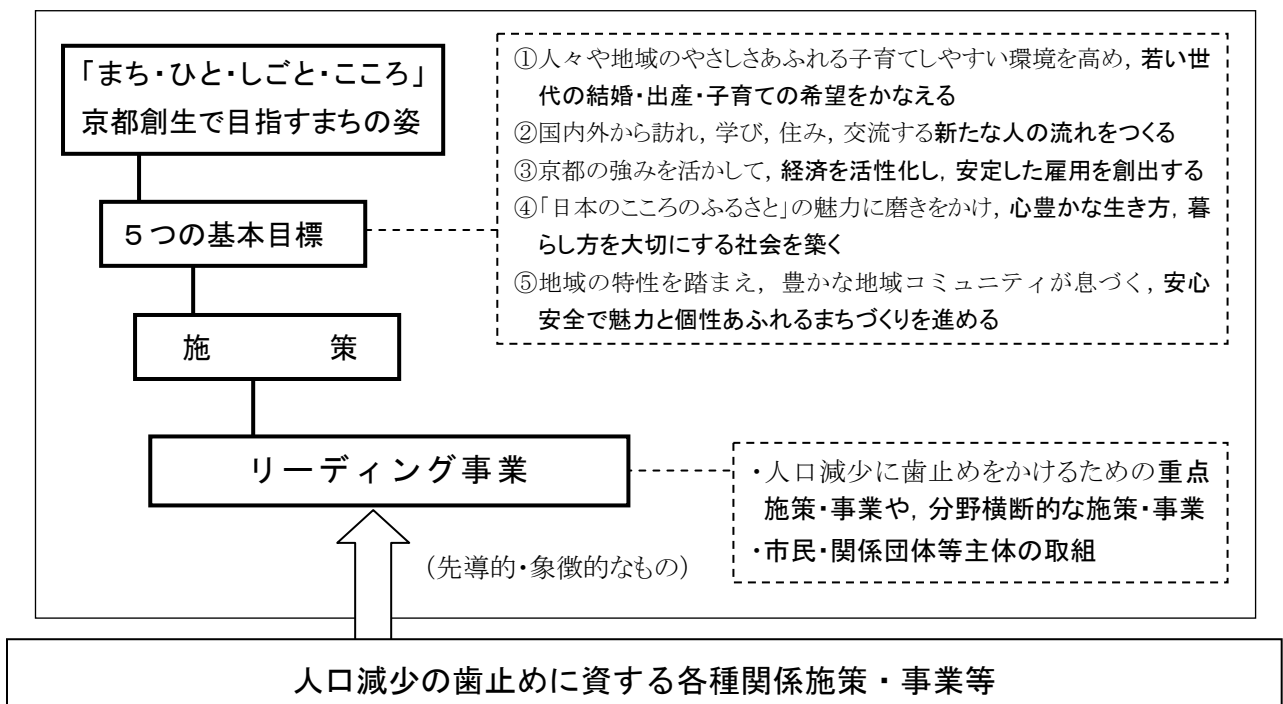 「まち・ひと・しごと・こころ」
京都創生で目指すまちの姿
５つの基本目標
施　　　策
リーディング事業
①人々や地域のやさしさあふれる子育てしやすい環境を高め，若い世
代の結婚・出産・子育ての希望をかなえる
②国内外から訪れ，学び，住み，交流する新たな人の流れをつくる
③京都の強みを活かして，経済を活性化し，安定した雇用を創出する
④「日本のこころのふるさと」の魅力に磨きをかけ，心豊かな生き方，暮
らし方を大切にする社会を築く
⑤地域の特性を踏まえ，豊かな地域コミュニティが息づく，安心
安全で魅力と個性あふれるまちづくりを進める
・人口減少に歯止めをかけるための重点
施策・事業や，分野横断的な施策・事業
・市民・関係団体等主体の取組
（先導的・象徴的なもの）
人口減少の歯止めに資する各種関係施策・事業等